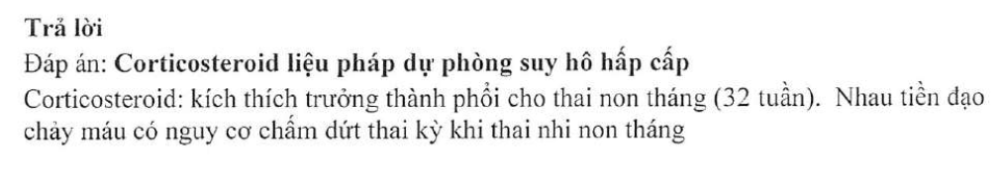 Trả lời
Đáp án: Corticosteroid liệu pháp dự phòng suy hô hấp cấp
Corticosteroid: kích thích trưởng thành phổi cho thai non tháng (32 tuần). Nhau tiền đạo
chảy máu có nguy cơ chấm dứt thai kỳ khi thai nhi non tháng